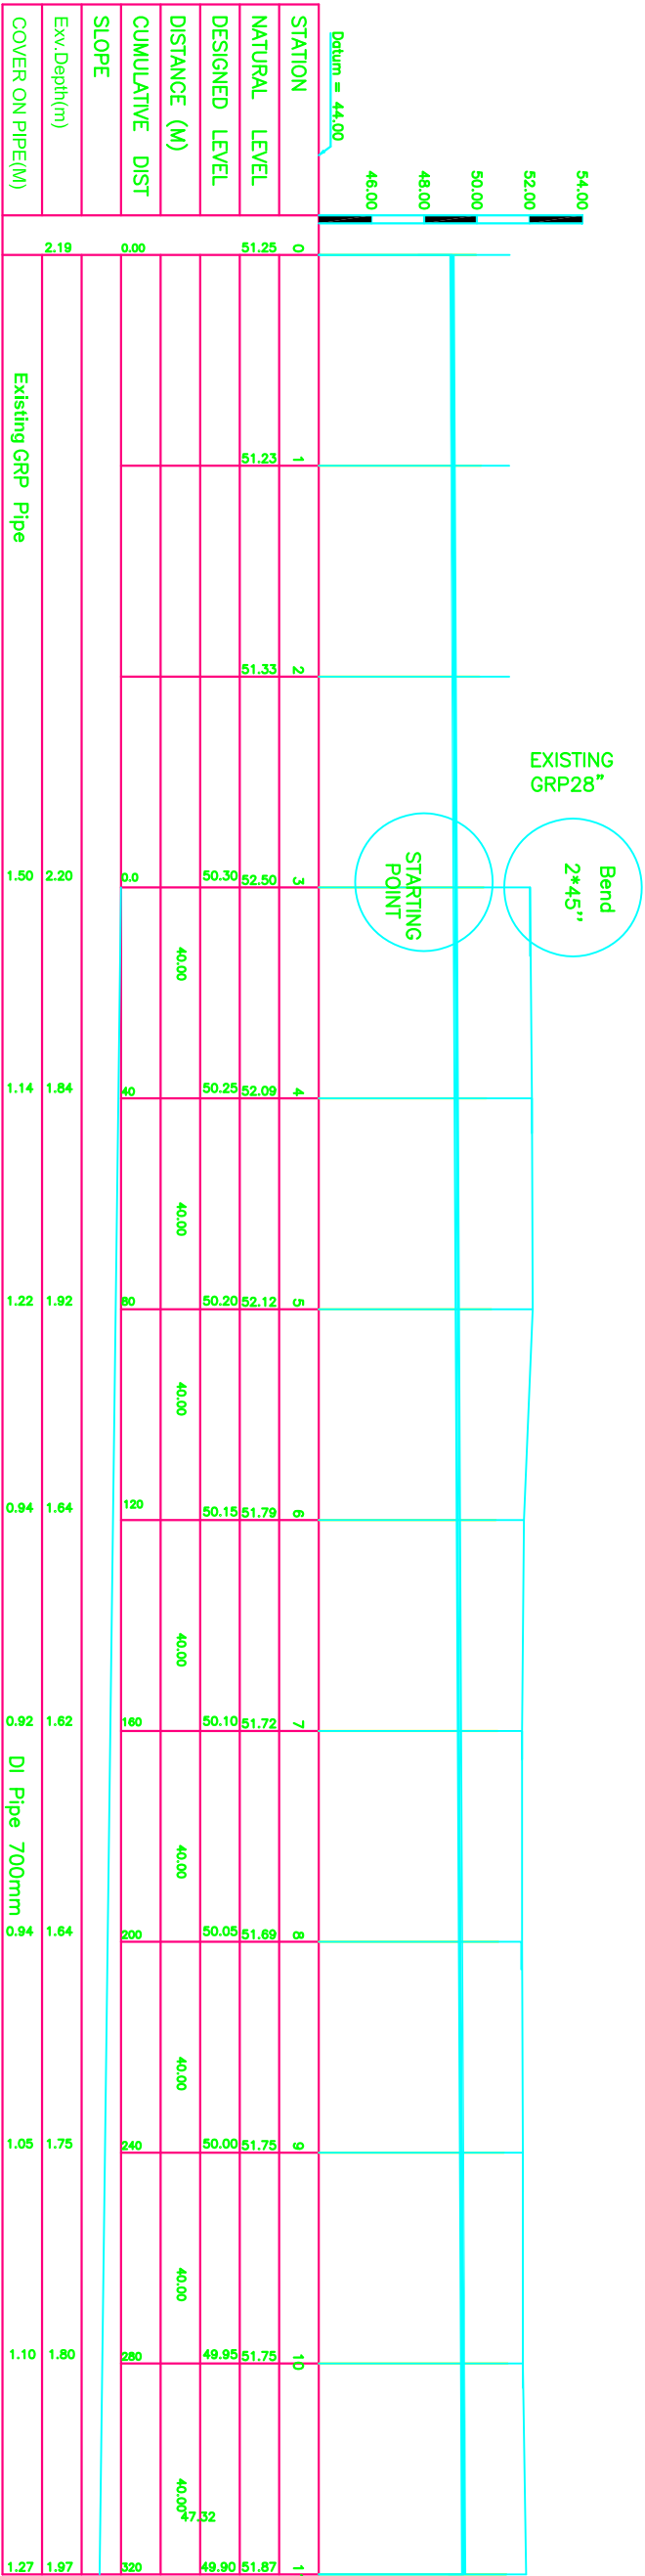 54.00
52.00
50.00
48.00
46.00
Datum = 44.00
EXISTING
GRP28"
Bend
2*45"
STARTING
POINT
STATION 0 1 2 3 4 5 6 7 8 9 10 1
NATURAL LEVEL 51.25 51.23 51.33 52.50 52.09 52.12 51.79 51.72 51.69 51.75 51.75 51.87
DESIGNED LEVEL 50.30 50.25 50.20 50.15 50.10 50.05 50.00 49.95 49.90
47.32
DISTANCE (M) 40.00 40.00 40.00 40.00 40.00 40.00 40.00 40.00
CUMULATIVE DIST 0.00 0.0 40 80 120 160 200 240 280 320
SLOPE
Exv.Depth(m) 2.19 2.20 1.84 1.92 1.64 1.62 1.64 1.75 1.80 1.97
COVER ON PIPE(M) Existing GRP Pipe 1.50 1.14 1.22 0.94 0.92 DI Pipe 700mm 0.94 1.05 1.10 1.27